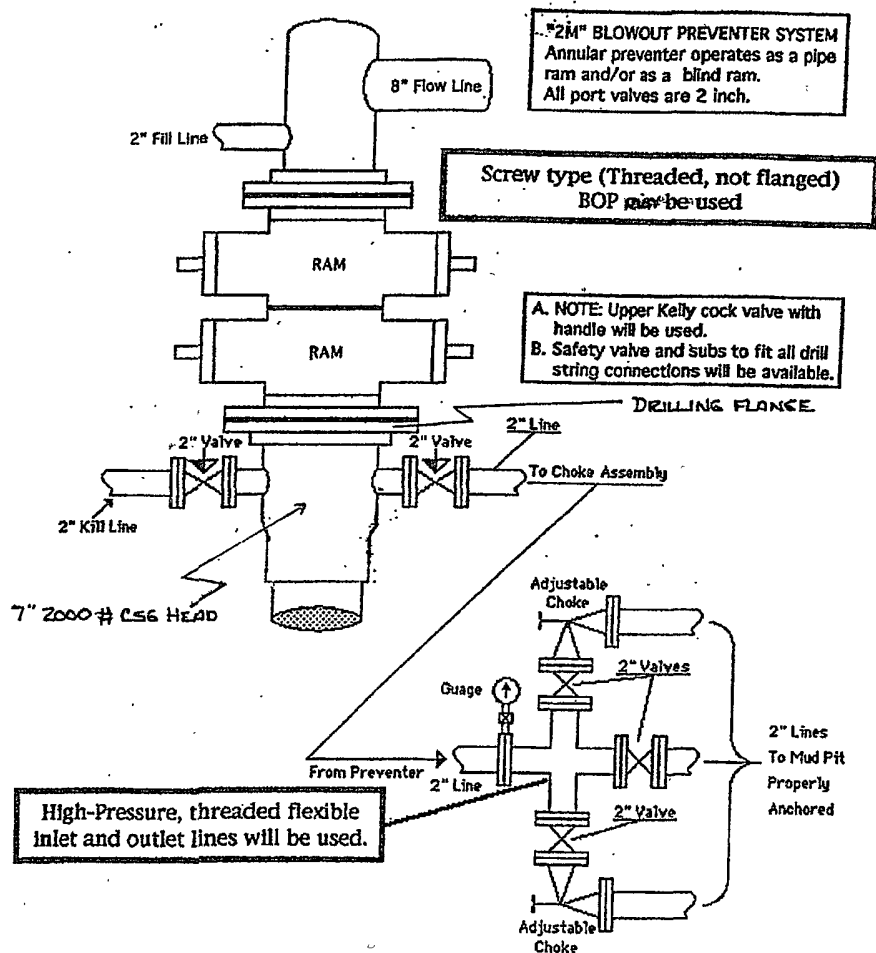 "2M" BLOWOUT PREVENTER SYSTEM
Annular preventer operates as a pipe
ram and/or as a blind ram.
All port valves are 2 inch.
8" Flow Line
2" Fill Line
Screw type (Threaded, not flanged)
BOP may be used
RAM
RAM
A. NOTE: Upper Kelly cock valve with
handle will be used.
B. Safety valve and subs to fit all drill
string connections will be available.
DRILLING FLANGE
2" Valve
2" Valve
2" Line
To Choke Assembly
2" Kill Line
7" 2000 # CSG HEAD
Adjustable
Choke
Guage
2" Valves
2" Lines
To Mud Pit
Properly
Anchored
From Preventer
2" Line
High-Pressure, threaded flexible
inlet and outlet lines will be used.
2" Valve
Adjustable
Choke